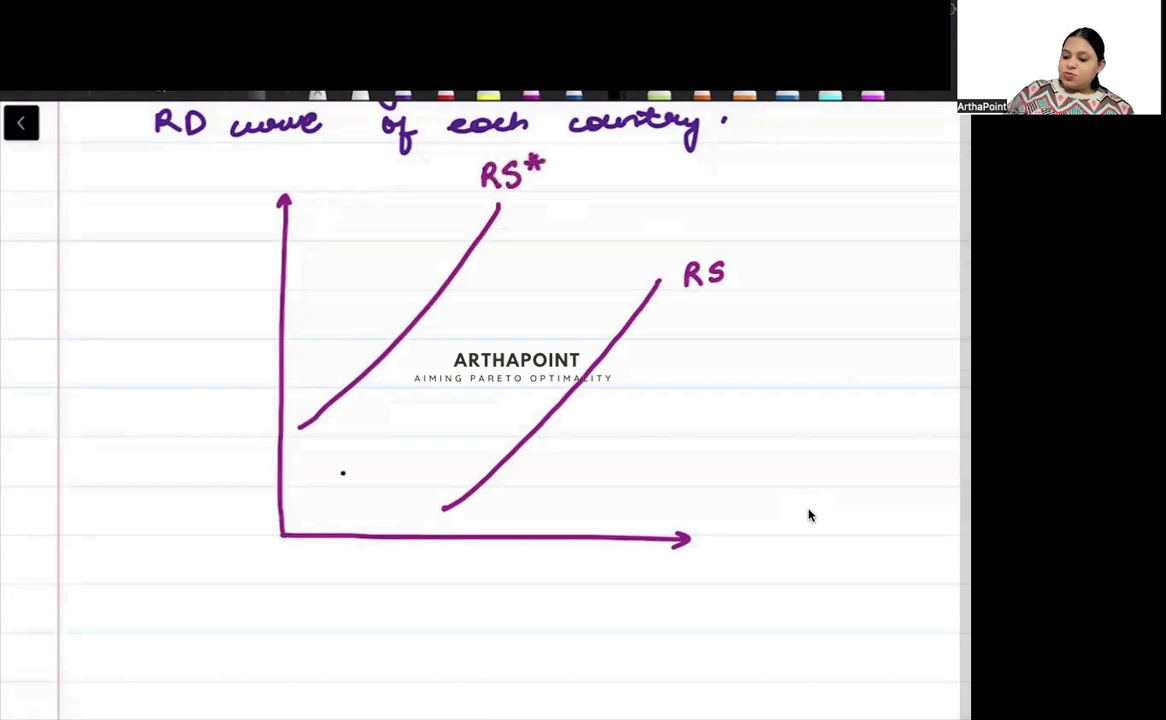 RD curve of each country.
RS*
RS
ARTHAPOINT
AIMING PARETO OPTIMALITY
ArthaPoint